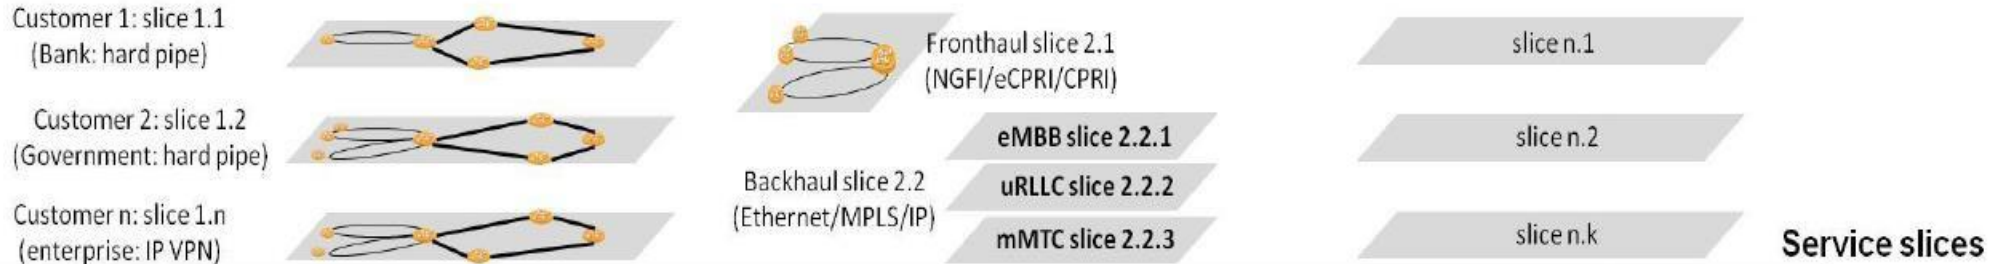 Customer 1: slice 1.1
(Bank: hard pipe)
Customer 2: slice 1.2
(Government: hard pipe)
Customer n: slice 1.n
(enterprise: IP VPN)
Fronthaul slice 2.1
(NGFI/eCPRI/CPRI)
Backhaul slice 2.2
(Ethernet/MPLS/IP)
eMBB slice 2.2.1
uRLLC slice 2.2.2
mMTC slice 2.2.3
slice n.1
slice n.2
slice n.k
Service slices